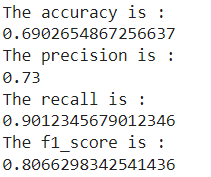 The accuracy is :
0.6902654867256637
The precision is :
0.73
The recall is :
0.9012345679012346
The f1_score is :
0.8066298342541436